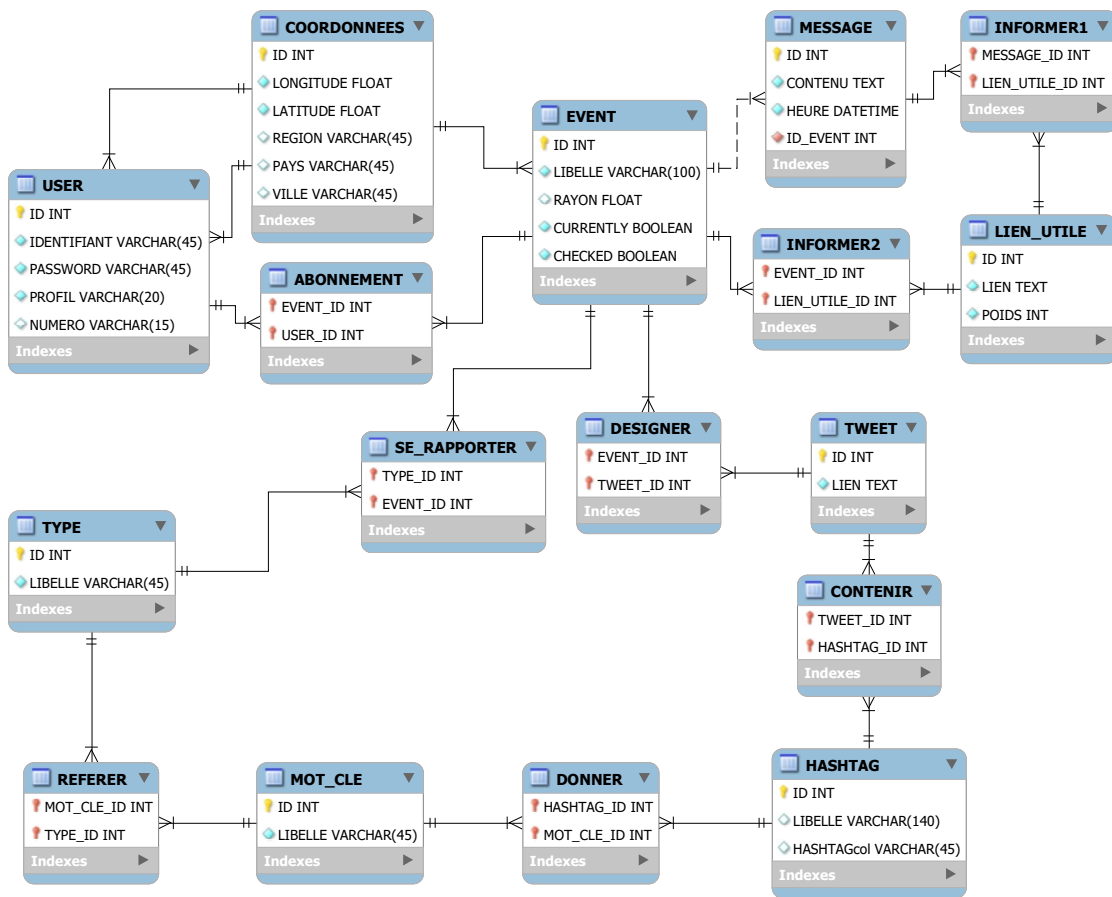 COORDONNEES
ID INT
LONGITUDE FLOAT
LATITUDE FLOAT
REGION VARCHAR(45)
PAYS VARCHAR(45)
VILLE VARCHAR(45)
Indexes
MESSAGE
ID INT
CONTENU TEXT
HEURE DATETIME
ID_EVENT INT
Indexes
INFORMER1
MESSAGE_ID INT
LIEN_UTILE_ID INT
Indexes
EVENT
ID INT
LIBELLE VARCHAR(100)
RAYON FLOAT
CURRENTLY BOOLEAN
CHECKED BOOLEAN
Indexes
USER
ID INT
IDENTIFIANT VARCHAR(45)
PASSWORD VARCHAR(45)
PROFIL VARCHAR(20)
NUMERO VARCHAR(15)
Indexes
ABONNEMENT
EVENT_ID INT
USER_ID INT
Indexes
INFORMER2
EVENT_ID INT
LIEN_UTILE_ID INT
Indexes
LIEN_UTILE
ID INT
LIEN TEXT
POIDS INT
Indexes
SE_RAPPORTER
TYPE_ID INT
EVENT_ID INT
Indexes
DESIGNER
EVENT_ID INT
TWEET_ID INT
Indexes
TWEET
ID INT
LIEN TEXT
Indexes
TYPE
ID INT
LIBELLE VARCHAR(45)
Indexes
CONTENIR
TWEET_ID INT
HASHTAG_ID INT
Indexes
REFERER
MOT_CLE_ID INT
TYPE_ID INT
Indexes
MOT_CLE
ID INT
LIBELLE VARCHAR(45)
Indexes
DONNER
HASHTAG_ID INT
MOT_CLE_ID INT
Indexes
HASHTAG
ID INT
LIBELLE VARCHAR(140)
HASHTAGcol VARCHAR(45)
Indexes